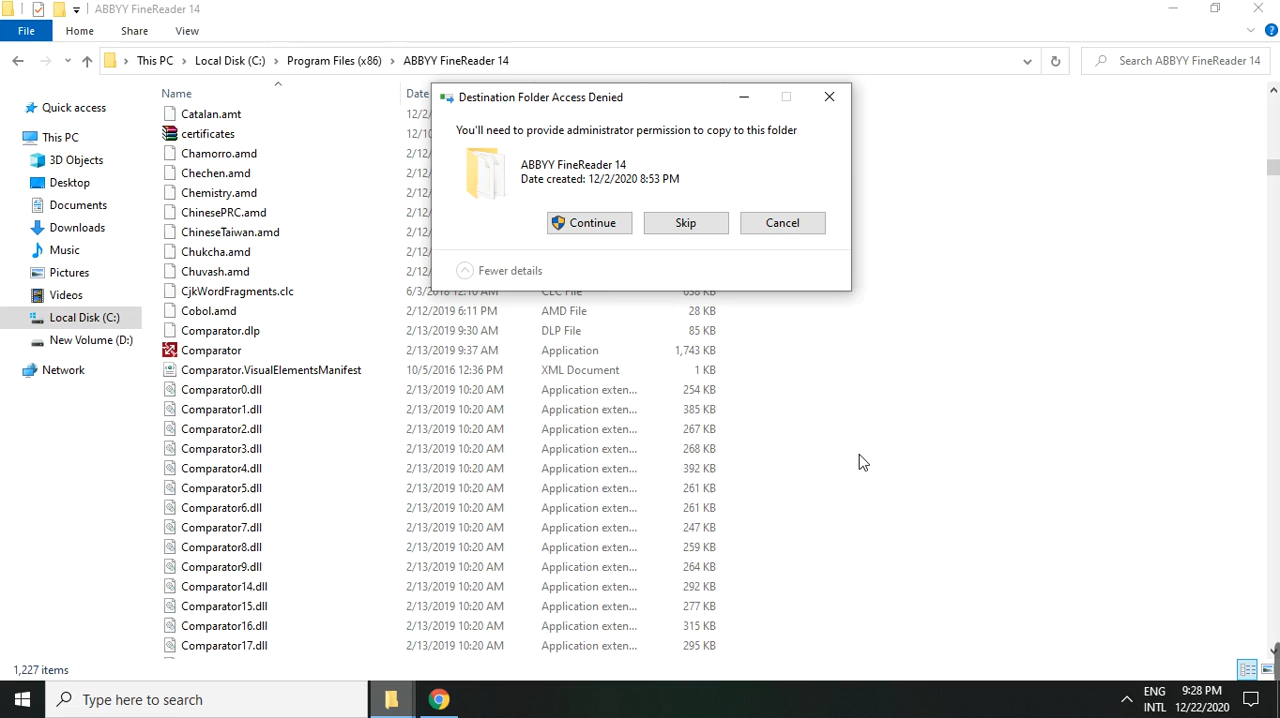 ABBYY FineReader 14
File Home Share View
This PC Local Disk (C:) Program Files (x86) ABBYY FineReader 14
Search ABBYY FineReader 14
Quick access
This PC
3D Objects
Desktop
Documents
Downloads
Music
Pictures
Videos
Local Disk (C:)
New Volume (D:)
Network
Name Date
Catalan.amt 12/2/
certificates 12/10
Chamorro.amd 2/12/
Chechen.amd 2/12/
Chemistry.amd 2/12/
ChinesePRC.amd 2/12/
ChineseTaiwan.amd 2/12/
Chukcha.amd 2/12/
Chuvash.amd 2/12/
CjkWordFragments.clc 6/3/2016 12:10 AM CLC File 638 KB
Cobol.amd 2/12/2019 6:11 PM AMD File 28 KB
Comparator.dlp 2/13/2019 9:30 AM DLP File 85 KB
Comparator 2/13/2019 9:37 AM Application 1,743 KB
Comparator.VisualElementsManifest 10/5/2016 12:36 PM XML Document 1 KB
Comparator0.dll 2/13/2019 10:20 AM Application exten... 254 KB
Comparator1.dll 2/13/2019 10:20 AM Application exten... 385 KB
Comparator2.dll 2/13/2019 10:20 AM Application exten... 267 KB
Comparator3.dll 2/13/2019 10:20 AM Application exten... 268 KB
Comparator4.dll 2/13/2019 10:20 AM Application exten... 392 KB
Comparator5.dll 2/13/2019 10:20 AM Application exten... 261 KB
Comparator6.dll 2/13/2019 10:20 AM Application exten... 261 KB
Comparator7.dll 2/13/2019 10:20 AM Application exten... 247 KB
Comparator8.dll 2/13/2019 10:20 AM Application exten... 259 KB
Comparator9.dll 2/13/2019 10:20 AM Application exten... 264 KB
Comparator14.dll 2/13/2019 10:20 AM Application exten... 292 KB
Comparator15.dll 2/13/2019 10:20 AM Application exten... 277 KB
Comparator16.dll 2/13/2019 10:20 AM Application exten... 315 KB
Comparator17.dll 2/13/2019 10:20 AM Application exten... 295 KB
Destination Folder Access Denied
You'll need to provide administrator permission to copy to this folder
ABBYY FineReader 14
Date created: 12/2/2020 8:53 PM
Continue Skip Cancel
Fewer details
1,227 items
Type here to search
ENG
INTL
9:28 PM
12/22/2020